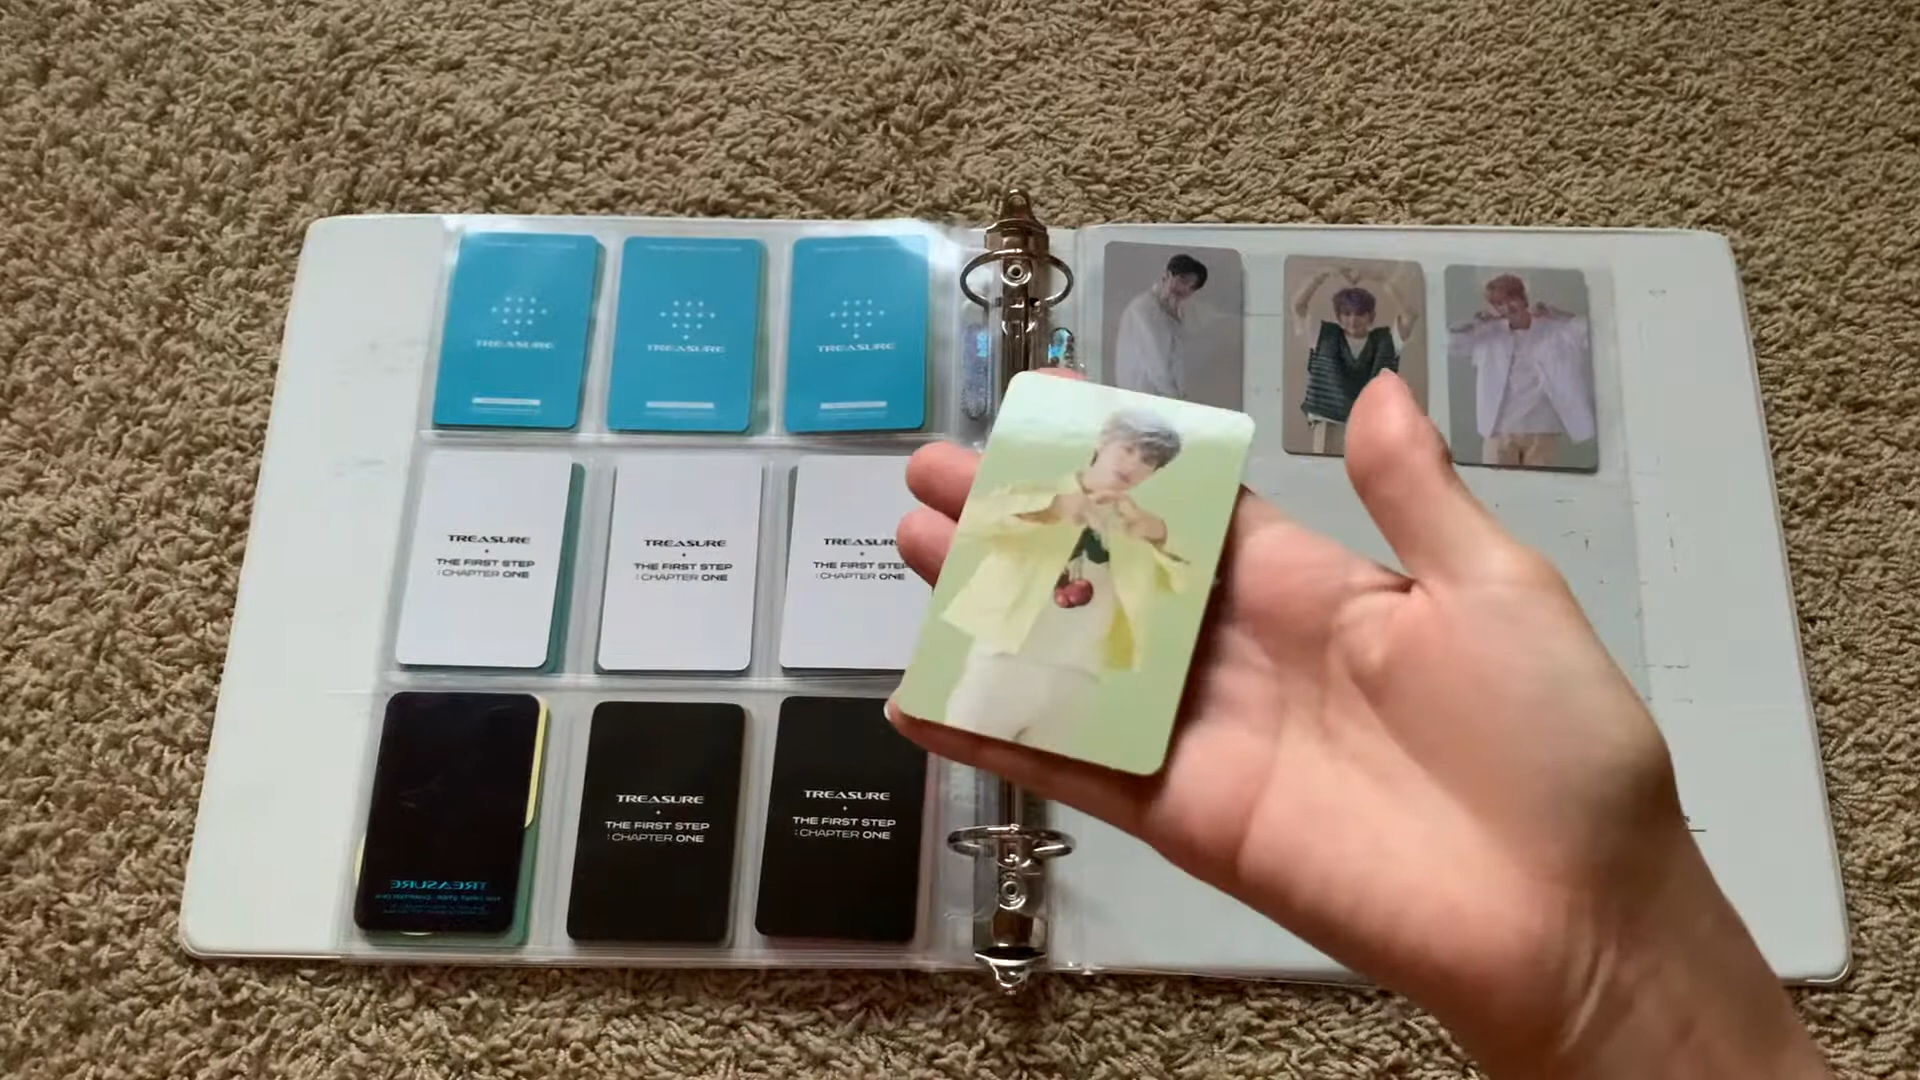 TREASURE
TREASURE
TREASURE
TREASURE
THE FIRST STEP
: CHAPTER ONE
TREASURE
THE FIRST STEP
: CHAPTER ONE
TREASURE
THE FIRST STEP
: CHAPTER ONE
TREASURE
TREASURE
THE FIRST STEP
: CHAPTER ONE
TREASURE
THE FIRST STEP
: CHAPTER ONE